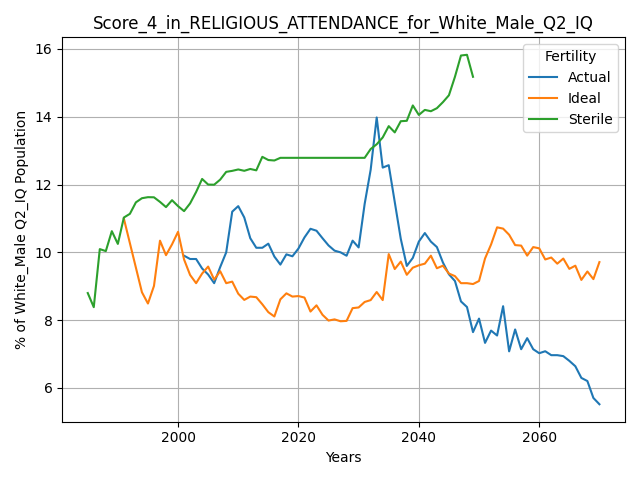 Score_4_in_RELIGIOUS_ATTENDANCE_for_White_Male_Q2_IQ
% of White_Male Q2_IQ Population
16
14
12
10
8
6
Fertility
Actual
Ideal
Sterile
2000 2020 2040 2060
Years